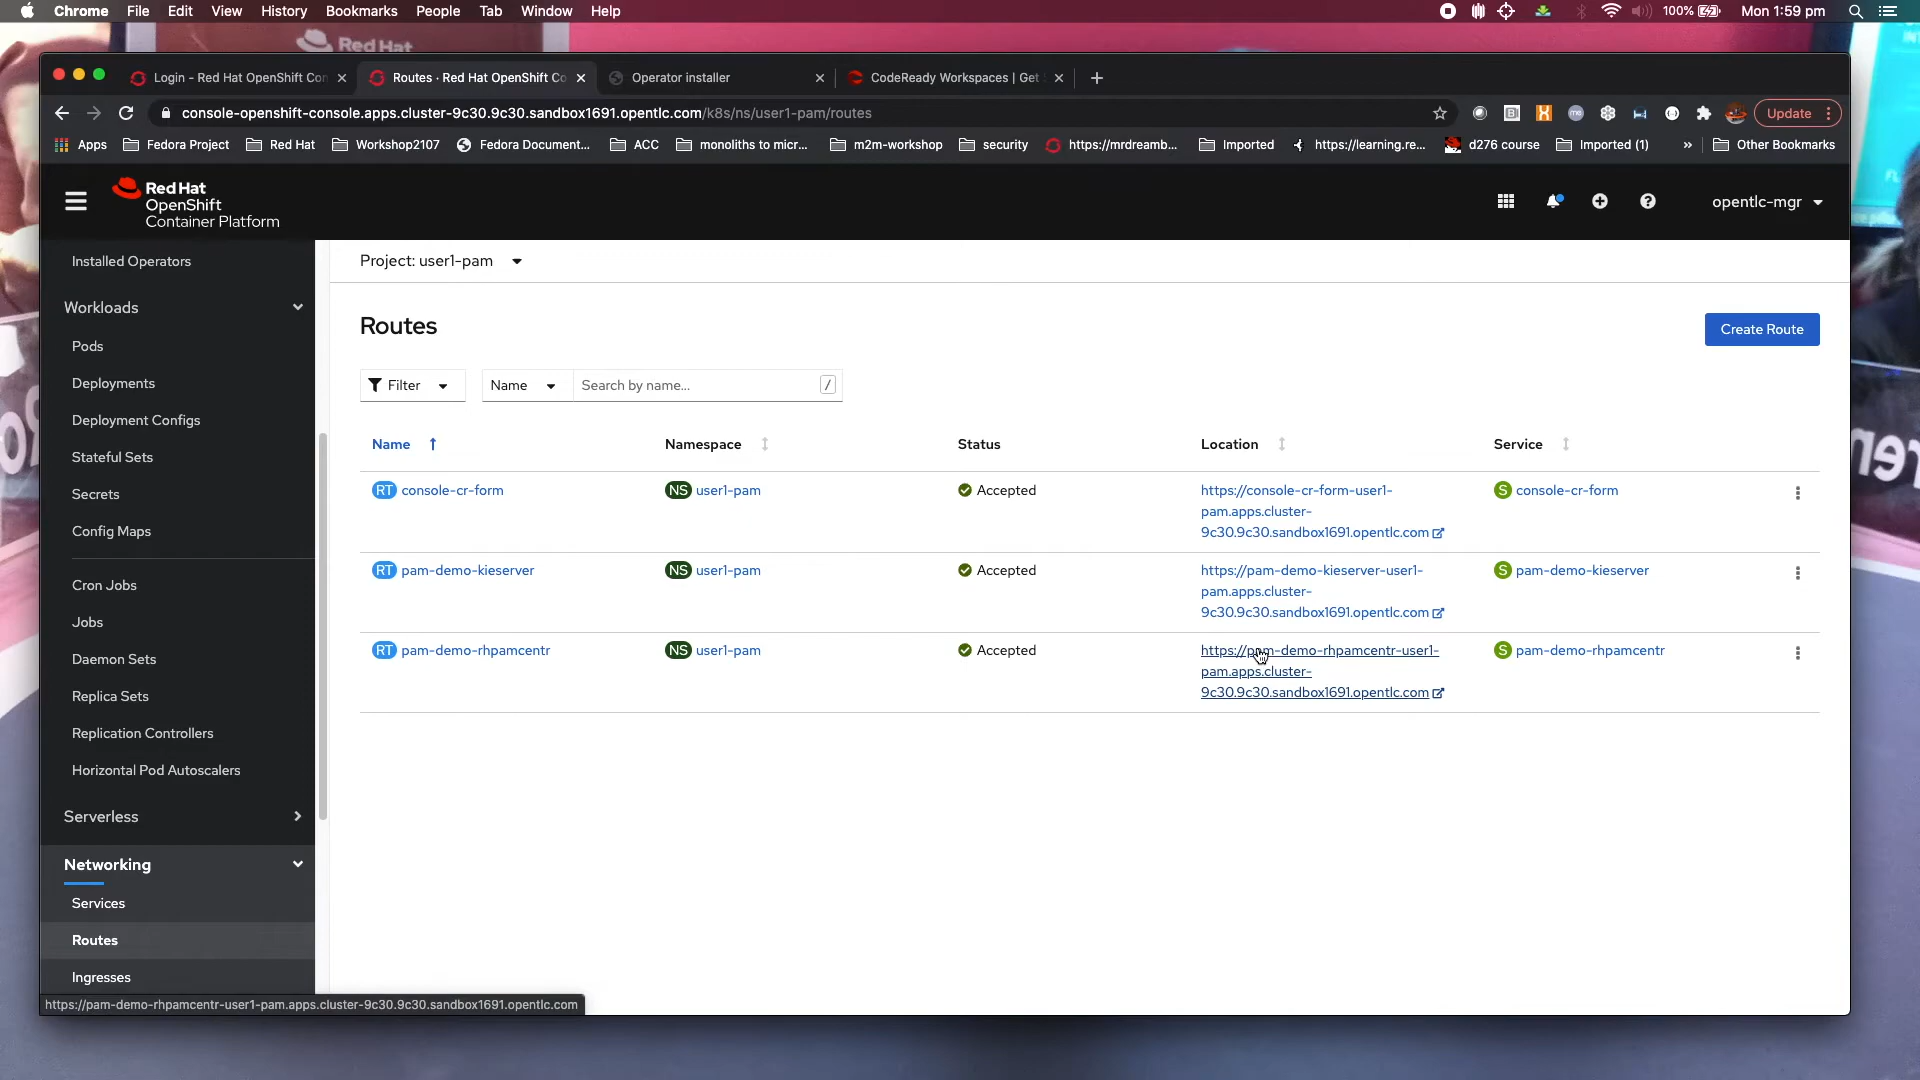 Chrome File Edit View History Bookmarks People Tab Window Help 100% Mon 1:59 pm
Red Hat
Login - Red Hat OpenShift Con
Routes · Red Hat OpenShift Co
Operator installer
CodeReady Workspaces | Get
console-openshift-console.apps.cluster-9c30.9c30.sandbox1691.opentlc.com/k8s/ns/user1-pam/routes
Update
Apps Fedora Project Red Hat Workshop2107 Fedora Document... ACC monoliths to micr... m2m-workshop security https://mrdreamb... Imported https://learning.re... d276 course Imported (1) » Other Bookmarks
Red Hat
OpenShift
Container Platform
opentlc-mgr
Installed Operators
Workloads
Pods
Deployments
Deployment Configs
Stateful Sets
Secrets
Config Maps
Cron Jobs
Jobs
Daemon Sets
Replica Sets
Replication Controllers
Horizontal Pod Autoscalers
Serverless
Networking
Services
Routes
Ingresses
Project: user1-pam
Routes
Create Route
Filter Name Search by name... /
Name Namespace Status Location Service
RT console-cr-form NS user1-pam Accepted https://console-cr-form-user1- S console-cr-form
pam.apps.cluster-
9c30.9c30.sandbox1691.opentlc.com
RT pam-demo-kieserver NS user1-pam Accepted https://pam-demo-kieserver-user1- S pam-demo-kieserver
pam.apps.cluster-
9c30.9c30.sandbox1691.opentlc.com
RT pam-demo-rhpamcentr NS user1-pam Accepted https://pam-demo-rhpamcentr-user1- S pam-demo-rhpamcentr
pam.apps.cluster-
9c30.9c30.sandbox1691.opentlc.com
https://pam-demo-rhpamcentr-user1-pam.apps.cluster-9c30.9c30.sandbox1691.opentlc.com